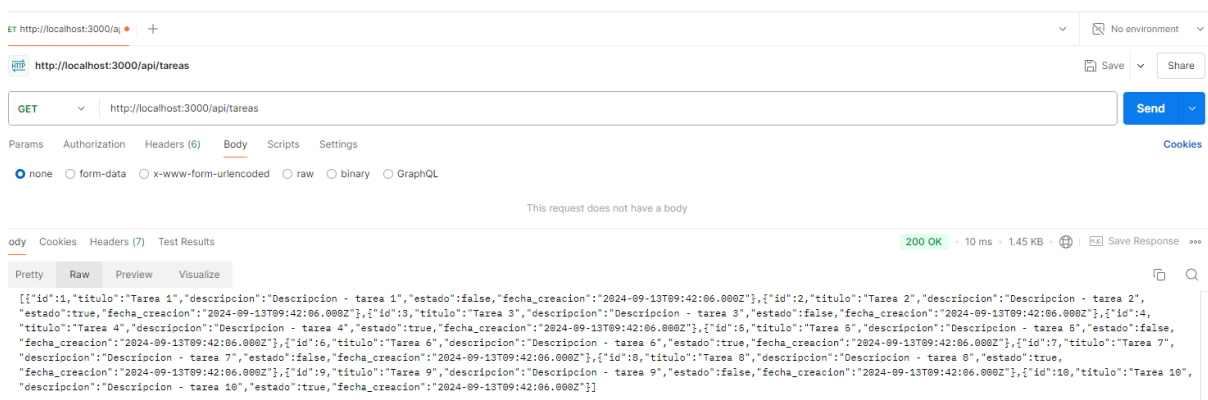 ET http://localhost:3000/a
No environment
HTTP http://localhost:3000/api/tareas
Save Share
GET http://localhost:3000/api/tareas Send
Params Authorization Headers (6) Body Scripts Settings Cookies
none form-data x-www-form-urlencoded raw binary GraphQL
This request does not have a body
ody Cookies Headers (7) Test Results 200 OK 10 ms 1.45 KB e.g. Save Response
Pretty Raw Preview Visualize
[{"id":1,"titulo":"Tarea 1","descripcion":"Descripcion - tarea 1","estado":false,"fecha_creacion":"2024-09-13T09:42:06.000Z"},{"id":2,"titulo":"Tarea 2","descripcion":"Descripcion - tarea 2",
"estado":true,"fecha_creacion":"2024-09-13T09:42:06.000Z"},{"id":3,"titulo":"Tarea 3","descripcion":"Descripcion - tarea 3","estado":false,"fecha_creacion":"2024-09-13T09:42:06.000Z"},{"id":4,
"titulo":"Tarea 4","descripcion":"Descripcion - tarea 4","estado":true,"fecha_creacion":"2024-09-13T09:42:06.000Z"},{"id":5,"titulo":"Tarea 5","descripcion":"Descripcion - tarea 5","estado":false,
"fecha_creacion":"2024-09-13T09:42:06.000Z"},{"id":6,"titulo":"Tarea 6","descripcion":"Descripcion - tarea 6","estado":true,"fecha_creacion":"2024-09-13T09:42:06.000Z"},{"id":7,"titulo":"Tarea 7",
"descripcion":"Descripcion - tarea 7","estado":false,"fecha_creacion":"2024-09-13T09:42:06.000Z"},{"id":8,"titulo":"Tarea 8","descripcion":"Descripcion - tarea 8","estado":true,
"fecha_creacion":"2024-09-13T09:42:06.000Z"},{"id":9,"titulo":"Tarea 9","descripcion":"Descripcion - tarea 9","estado":false,"fecha_creacion":"2024-09-13T09:42:06.000Z"},{"id":10,"titulo":"Tarea 10",
"descripcion":"Descripcion - tarea 10","estado":true,"fecha_creacion":"2024-09-13T09:42:06.000Z"}]